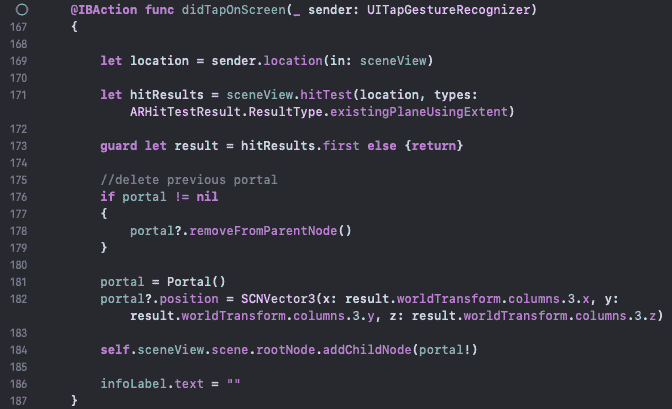 @IBAction func didTapOnScreen(_ sender: UITapGestureRecognizer)
167 {
168
169 let location = sender.location(in: sceneView)
170
171 let hitResults = sceneView.hitTest(location, types:
ARHitTestResult.ResultType.existingPlaneUsingExtent)
172
173 guard let result = hitResults.first else {return}
174
175 //delete previous portal
176 if portal != nil
177 {
178 portal?.removeFromParentNode()
179 }
180
181 portal = Portal()
182 portal?.position = SCNVector3(x: result.worldTransform.columns.3.x, y:
result.worldTransform.columns.3.y, z: result.worldTransform.columns.3.z)
183
184 self.sceneView.scene.rootNode.addChildNode(portal!)
185
186 infoLabel.text = ""
187 }